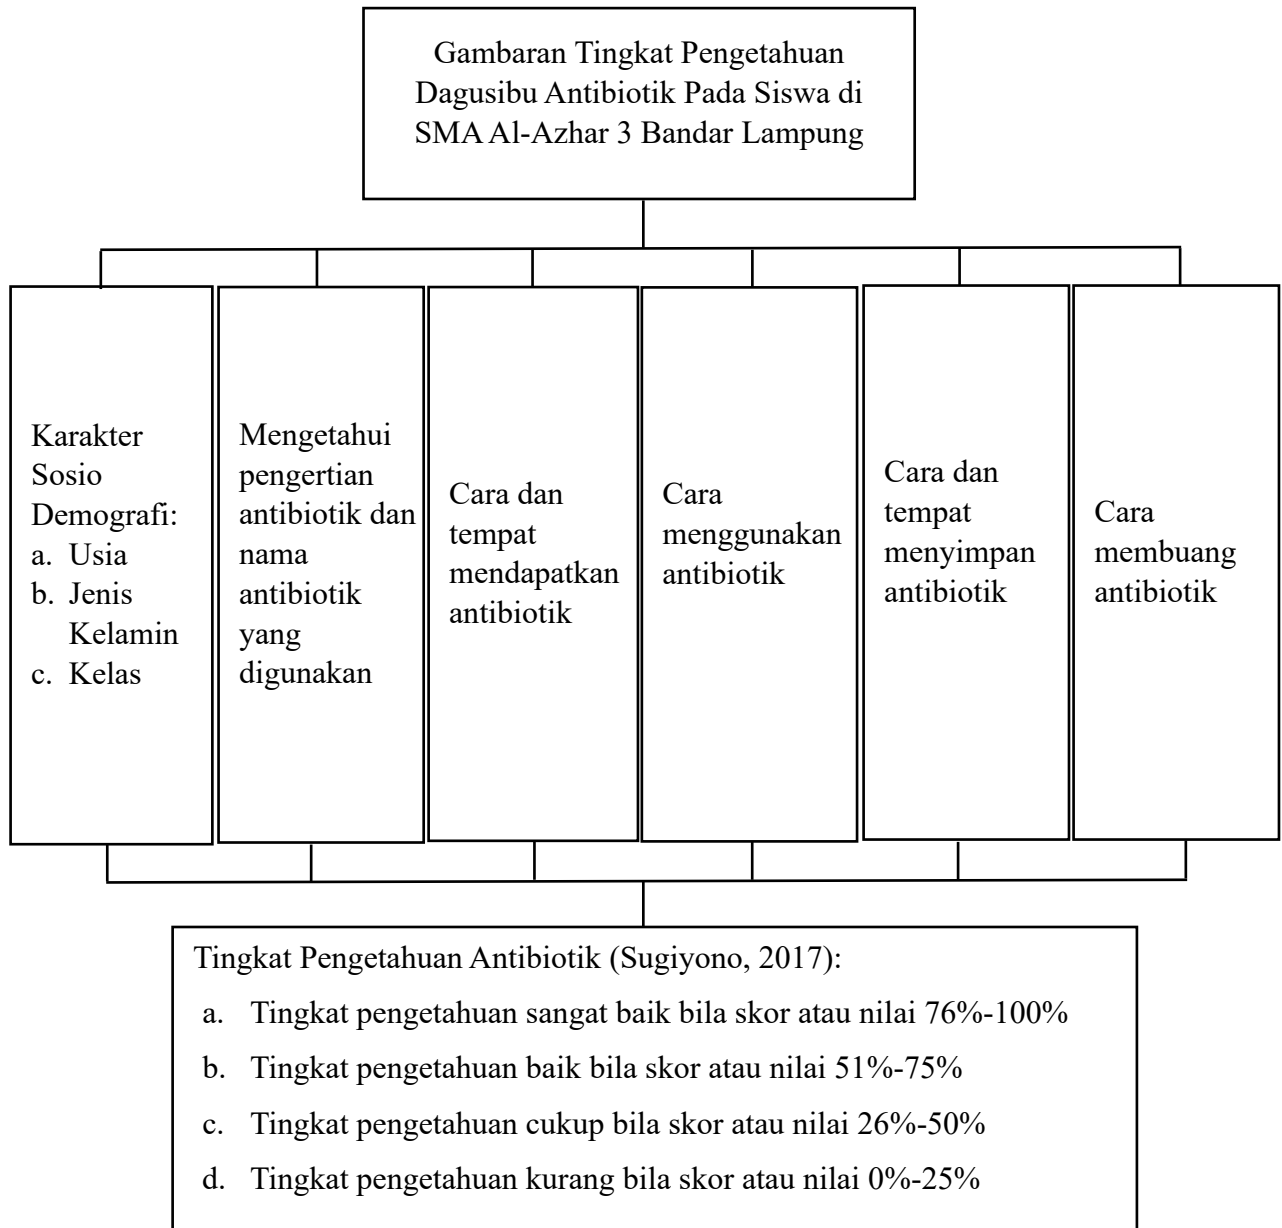 Gambaran Tingkat Pengetahuan
Dagusibu Antibiotik Pada Siswa di
SMA Al-Azhar 3 Bandar Lampung
Karakter
Sosio
Demografi:
a. Usia
b. Jenis
Kelamin
c. Kelas
Mengetahui
pengertian
antibiotik dan
nama
antibiotik
yang
digunakan
Cara dan
tempat
mendapatkan
antibiotik
Cara
menggunakan
antibiotik
Cara dan
tempat
menyimpan
antibiotik
Cara
membuang
antibiotik
Tingkat Pengetahuan Antibiotik (Sugiyono, 2017):
a. Tingkat pengetahuan sangat baik bila skor atau nilai 76%-100%
b. Tingkat pengetahuan baik bila skor atau nilai 51%-75%
c. Tingkat pengetahuan cukup bila skor atau nilai 26%-50%
d. Tingkat pengetahuan kurang bila skor atau nilai 0%-25%